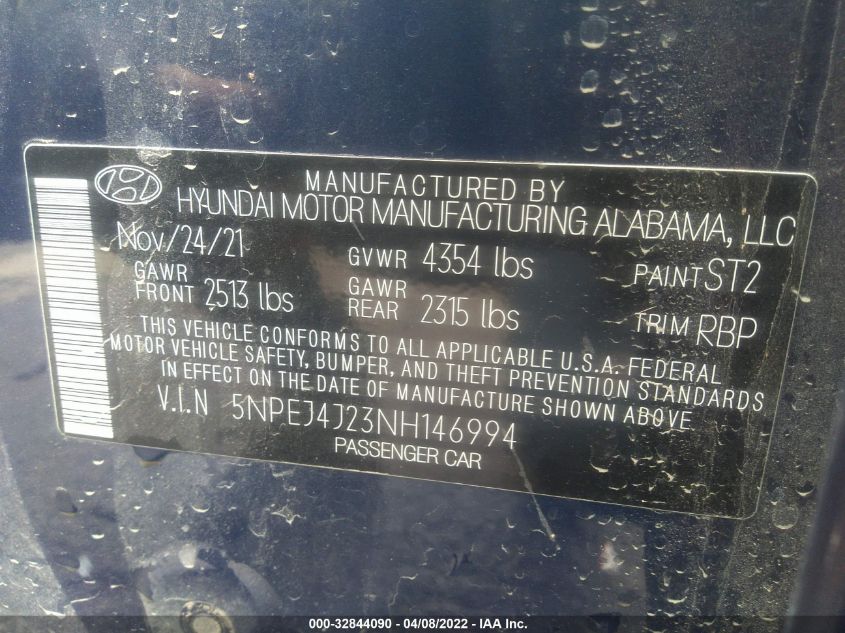 MANUFACTURED BY
HYUNDAI MOTOR MANUFACTURING ALABAMA, LLC
Nov/24/21 GVWR 4354 lbs PAINT ST2
GAWR FRONT 2513 lbs GAWR REAR 2315 lbs TRIM RBP
THIS VEHICLE CONFORMS TO ALL APPLICABLE U.S.A. FEDERAL
MOTOR VEHICLE SAFETY, BUMPER, AND THEFT PREVENTION STANDARDS
IN EFFECT ON THE DATE OF MANUFACTURE SHOWN ABOVE
V.I.N 5NPEJ4J23NH146994
PASSENGER CAR
000-32844090 - 04/08/2022 - IAA Inc.